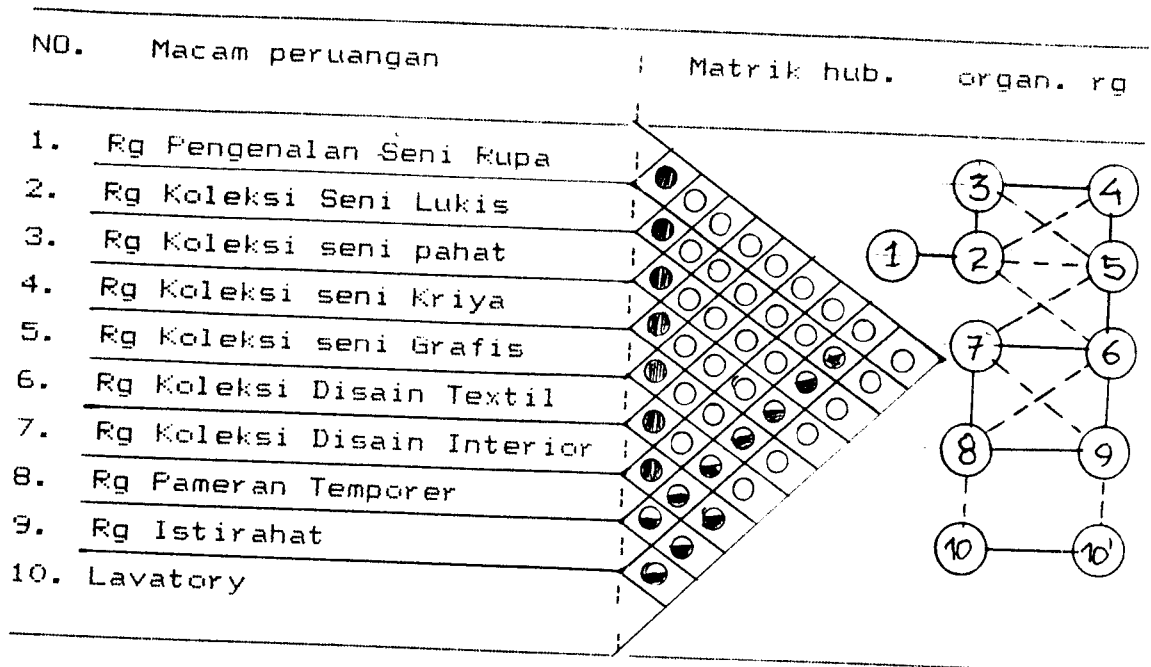 NO. Macam peruangan Matrik hub. organ. rg
1. Rg Pengenalan Seni Rupa
2. Rg Koleksi Seni Lukis
3. Rg Koleksi seni pahat
4. Rg Koleksi seni Kriya
5. Rg Koleksi seni Grafis
6. Rg Koleksi Disain Textil
7. Rg Koleksi Disain Interior
8. Rg Pameran Temporer
9. Rg Istirahat
10. Lavatory
3 4
1 2 5
7 6
8 9
10 10'